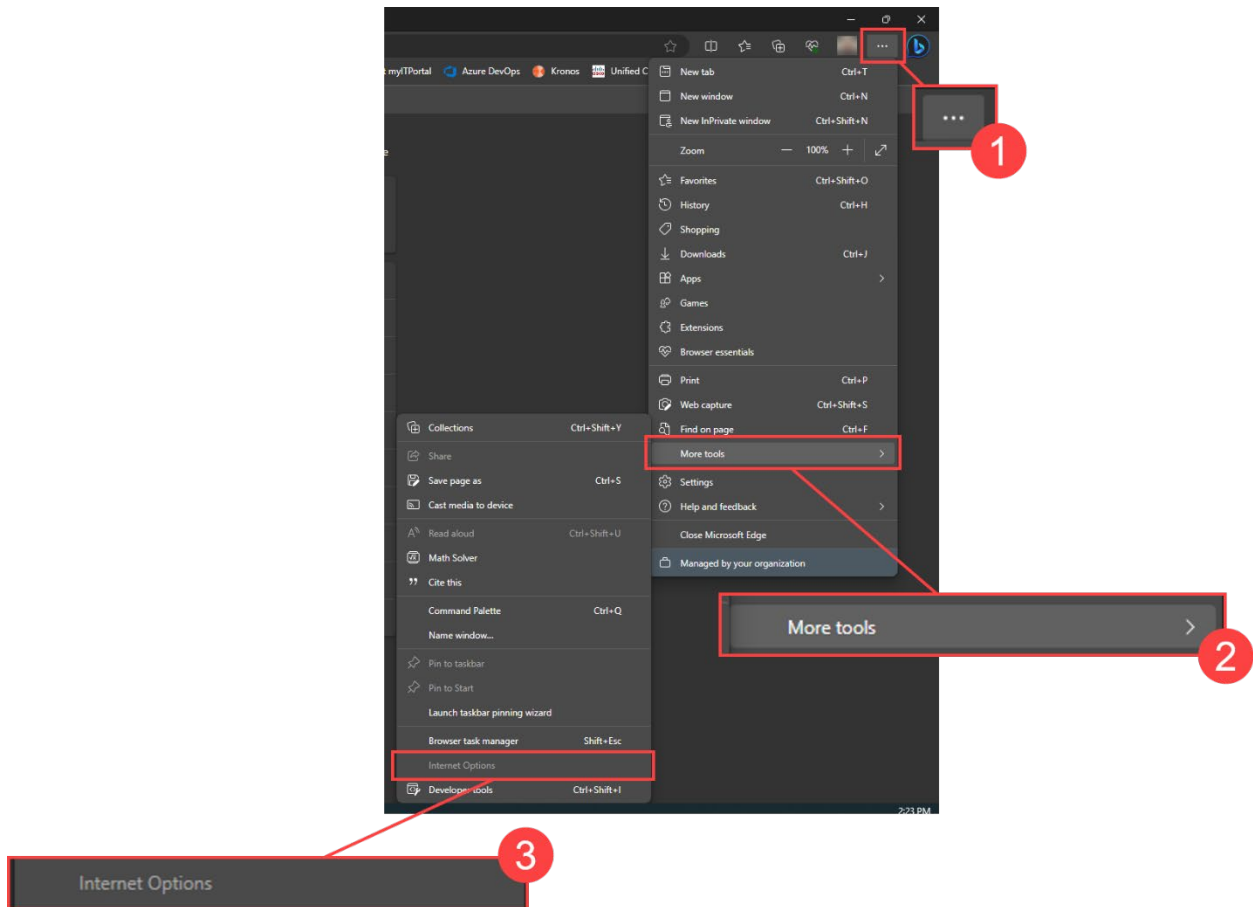 myITPortal Azure DevOps Kronos Unified C
New tab Ctrl+T
New window Ctrl+N
New InPrivate window Ctrl+Shift+N
1
Zoom 100%
Favorites Ctrl+Shift+O
History Ctrl+H
Shopping
Downloads Ctrl+J
Apps
Games
Extensions
Browser essentials
Print Ctrl+P
Web capture Ctrl+Shift+S
Find on page Ctrl+F
More tools
Settings
Help and feedback
Close Microsoft Edge
Managed by your organization
More tools
2
Collections Ctrl+Shift+Y
Share
Save page as Ctrl+S
Cast media to device
Read aloud Ctrl+Shift+U
Math Solver
Cite this
Command Palette Ctrl+Q
Name window...
Pin to taskbar
Pin to Start
Launch taskbar pinning wizard
Browser task manager Shift+Esc
Internet Options
Developer tools Ctrl+Shift+I
2:23 PM
3
Internet Options